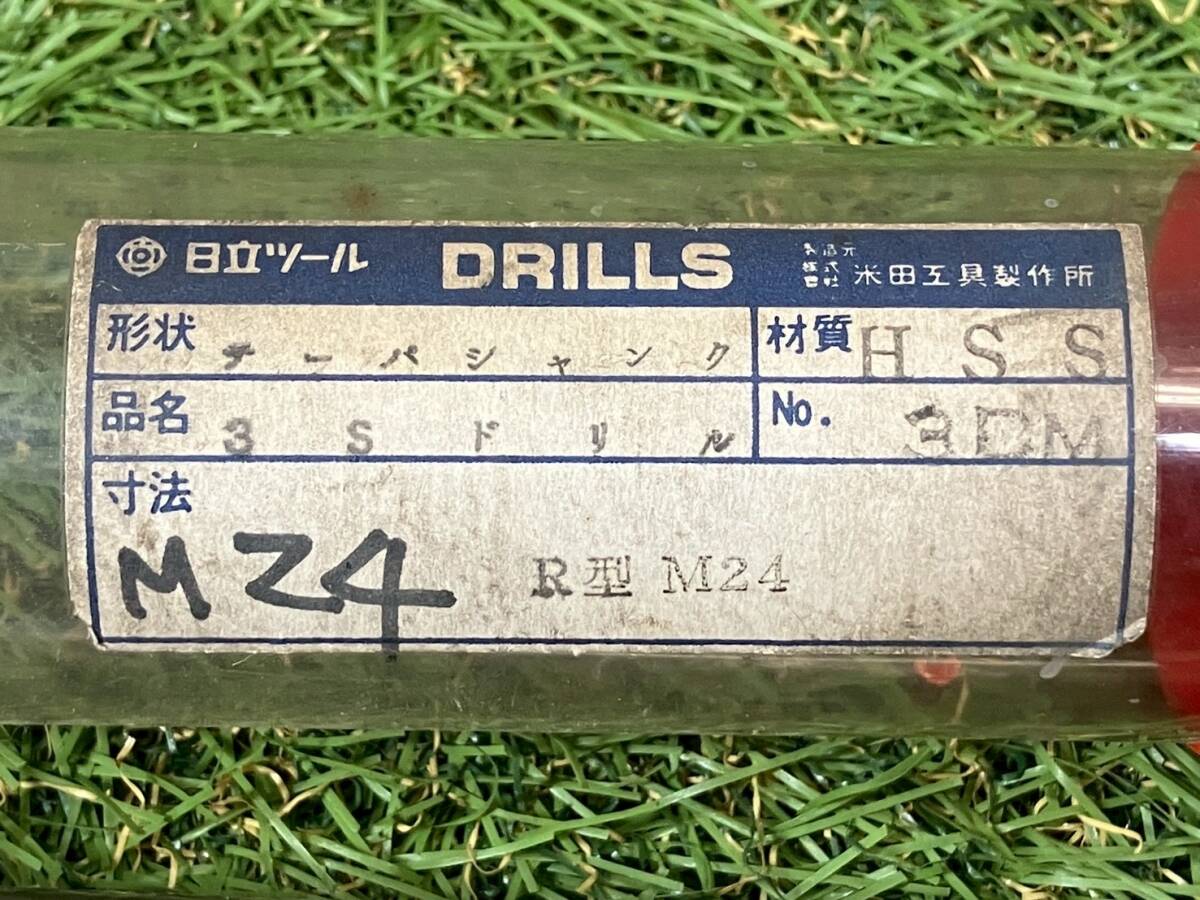 日立ツール DRILLS 製造元 株式会社 米田工具製作所
形状 テーパシャンク 材質 HSS
品名 3Sドリル No. 3DM
寸法
M24 R型 M24